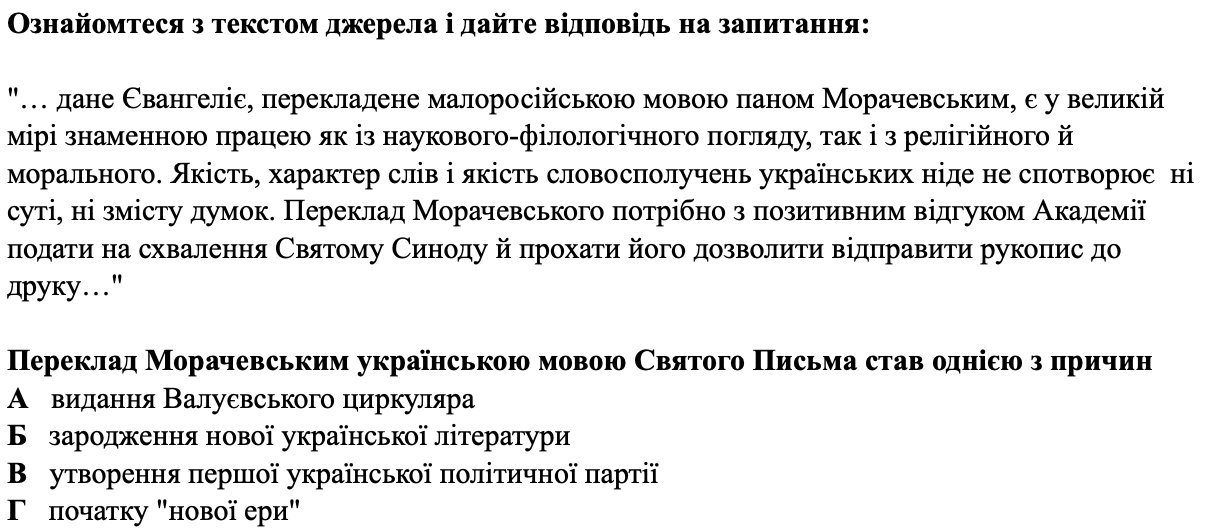 Ознайомтеся з текстом джерела і дайте відповідь на запитання:
"… дане Євангеліє, перекладене малоросійською мовою паном Морачевським, є у великій
мірі знаменною працею як із наукового-філологічного погляду, так і з релігійного й
морального. Якість, характер слів і якість словосполучень українських ніде не спотворює ні
суті, ні змісту думок. Переклад Морачевського потрібно з позитивним відгуком Академії
подати на схвалення Святому Синоду й прохати його дозволити відправити рукопис до
друку…"
Переклад Морачевським українською мовою Святого Письма став однією з причин
А видання Валуєвського циркуляра
Б зародження нової української літератури
В утворення першої української політичної партії
Г початку "нової ери"